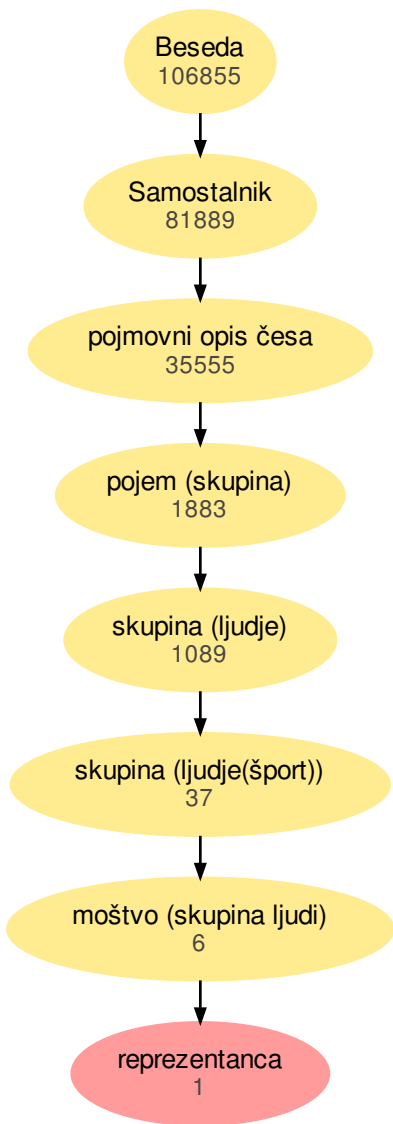 Beseda
106855
Samostalnik
81889
pojmovni opis česa
35555
pojem (skupina)
1883
skupina (ljudje)
1089
skupina (ljudje(šport))
37
moštvo (skupina ljudi)
6
reprezentanca
1